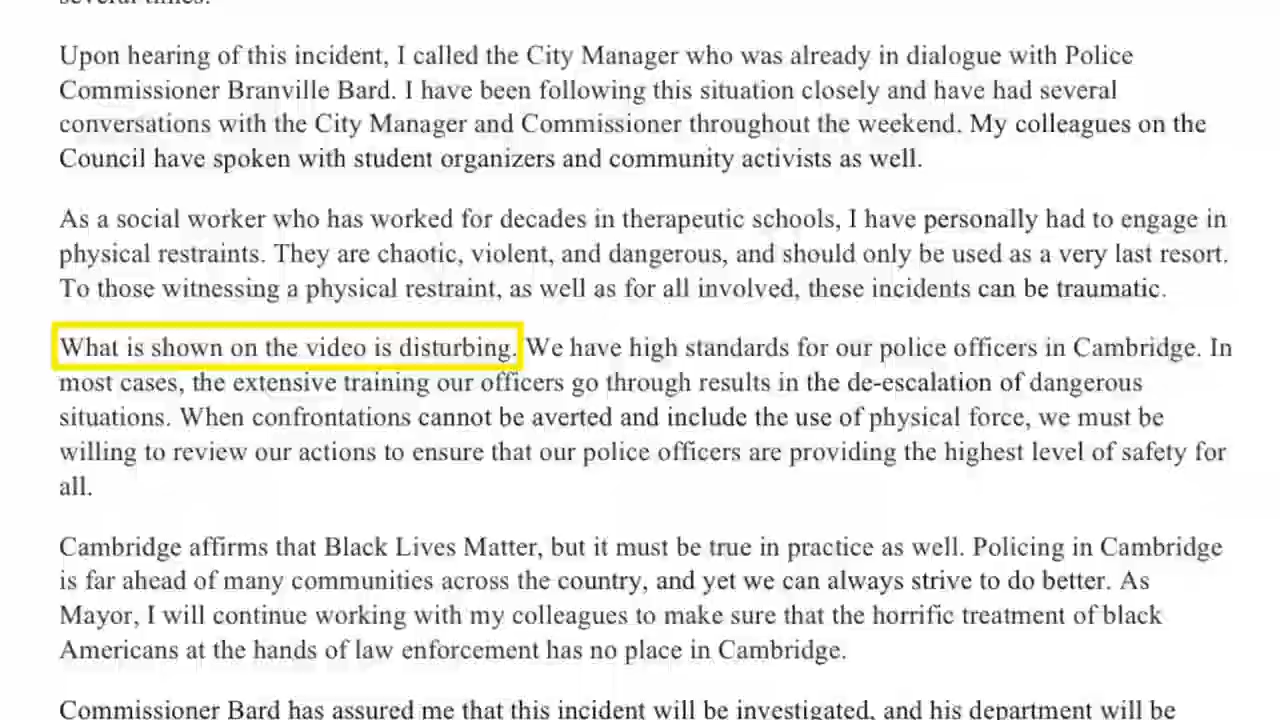 several times.
Upon hearing of this incident, I called the City Manager who was already in dialogue with Police
Commissioner Branville Bard. I have been following this situation closely and have had several
conversations with the City Manager and Commissioner throughout the weekend. My colleagues on the
Council have spoken with student organizers and community activists as well.
As a social worker who has worked for decades in therapeutic schools, I have personally had to engage in
physical restraints. They are chaotic, violent, and dangerous, and should only be used as a very last resort.
To those witnessing a physical restraint, as well as for all involved, these incidents can be traumatic.
What is shown on the video is disturbing. We have high standards for our police officers in Cambridge. In
most cases, the extensive training our officers go through results in the de-escalation of dangerous
situations. When confrontations cannot be averted and include the use of physical force, we must be
willing to review our actions to ensure that our police officers are providing the highest level of safety for
all.
Cambridge affirms that Black Lives Matter, but it must be true in practice as well. Policing in Cambridge
is far ahead of many communities across the country, and yet we can always strive to do better. As
Mayor, I will continue working with my colleagues to make sure that the horrific treatment of black
Americans at the hands of law enforcement has no place in Cambridge.
Commissioner Bard has assured me that this incident will be investigated, and his department will be